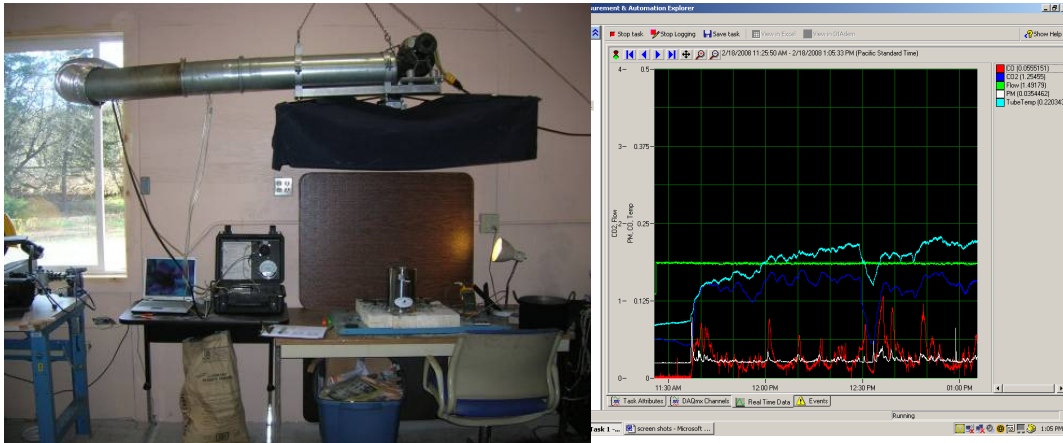 urement & Automation Explorer
Stop task Stop Logging Save task View in Excel View in DIAdem Show Help
2/18/2008 11:25:50 AM - 2/18/2008 1:05:33 PM (Pacific Standard Time)
CO (0.0555151)
CO2 (1.25455)
Flow (1.49179)
PM (0.0354462)
TubeTemp (0.220347
4 0.5
3 0.375
2 0.25
1 0.125
0 0
CO2, Flow
PM, CO, Temp
11:30 AM 12:00 PM 12:30 PM 01:00 PM
Task Attributes DAQmx Channels Real Time Data Events
Running
Task 1 -... screen shots - Microsoft ... 1:05 PM